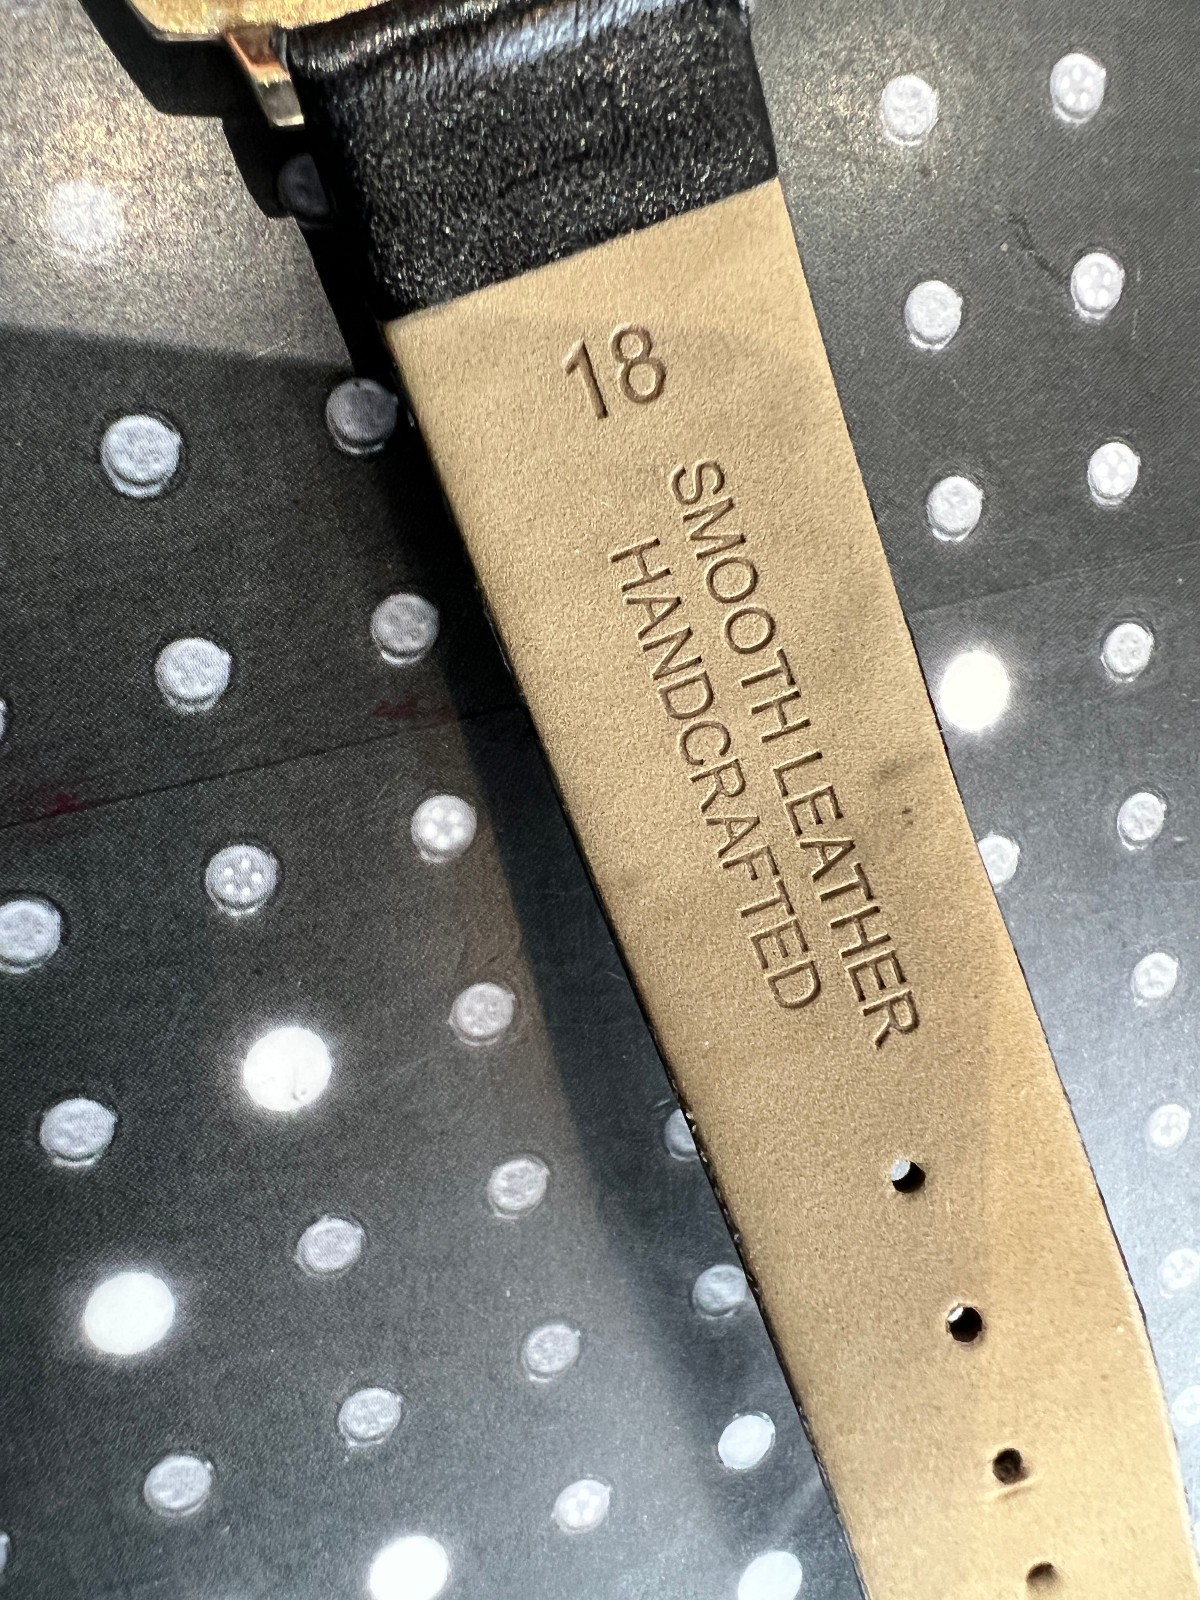 18
SMOOTH LEATHER
HANDCRAFTED